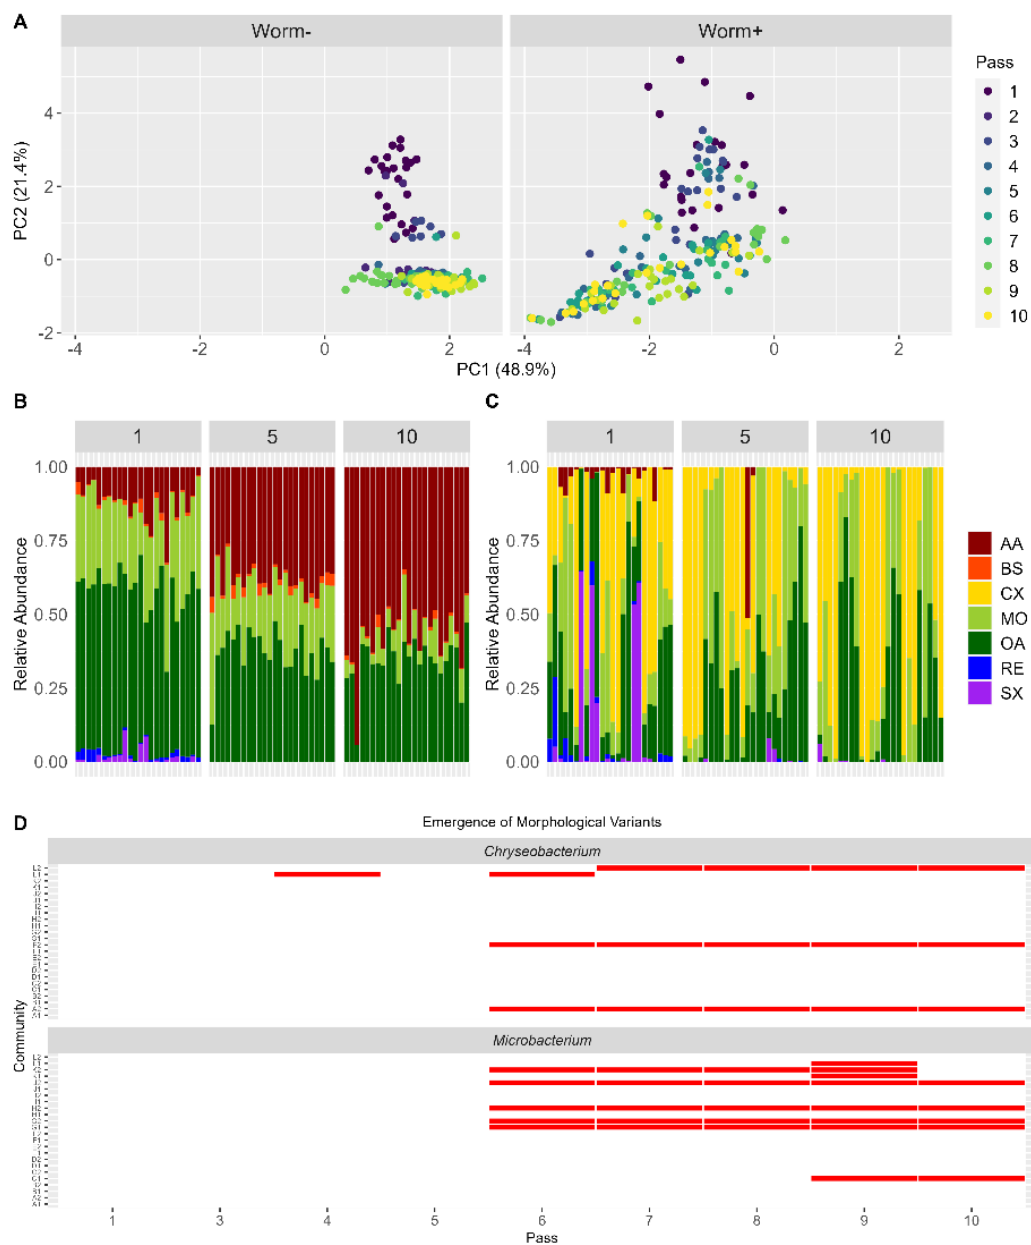 A
Worm-
Worm+
PC2 (21.4%)
4
2
0
-2
-4
-2
0
2
-4
-2
0
2
PC1 (48.9%)
Pass
1
2
3
4
5
6
7
8
9
10
B
1
5
10
Relative Abundance
1.00
0.75
0.50
0.25
0.00
C
1
5
10
Relative Abundance
1.00
0.75
0.50
0.25
0.00
AA
BS
CX
MO
OA
RE
SX
D
Emergence of Morphological Variants
Chryseobacterium
Community
Microbacterium
1
2
3
4
5
6
7
8
9
10
Pass